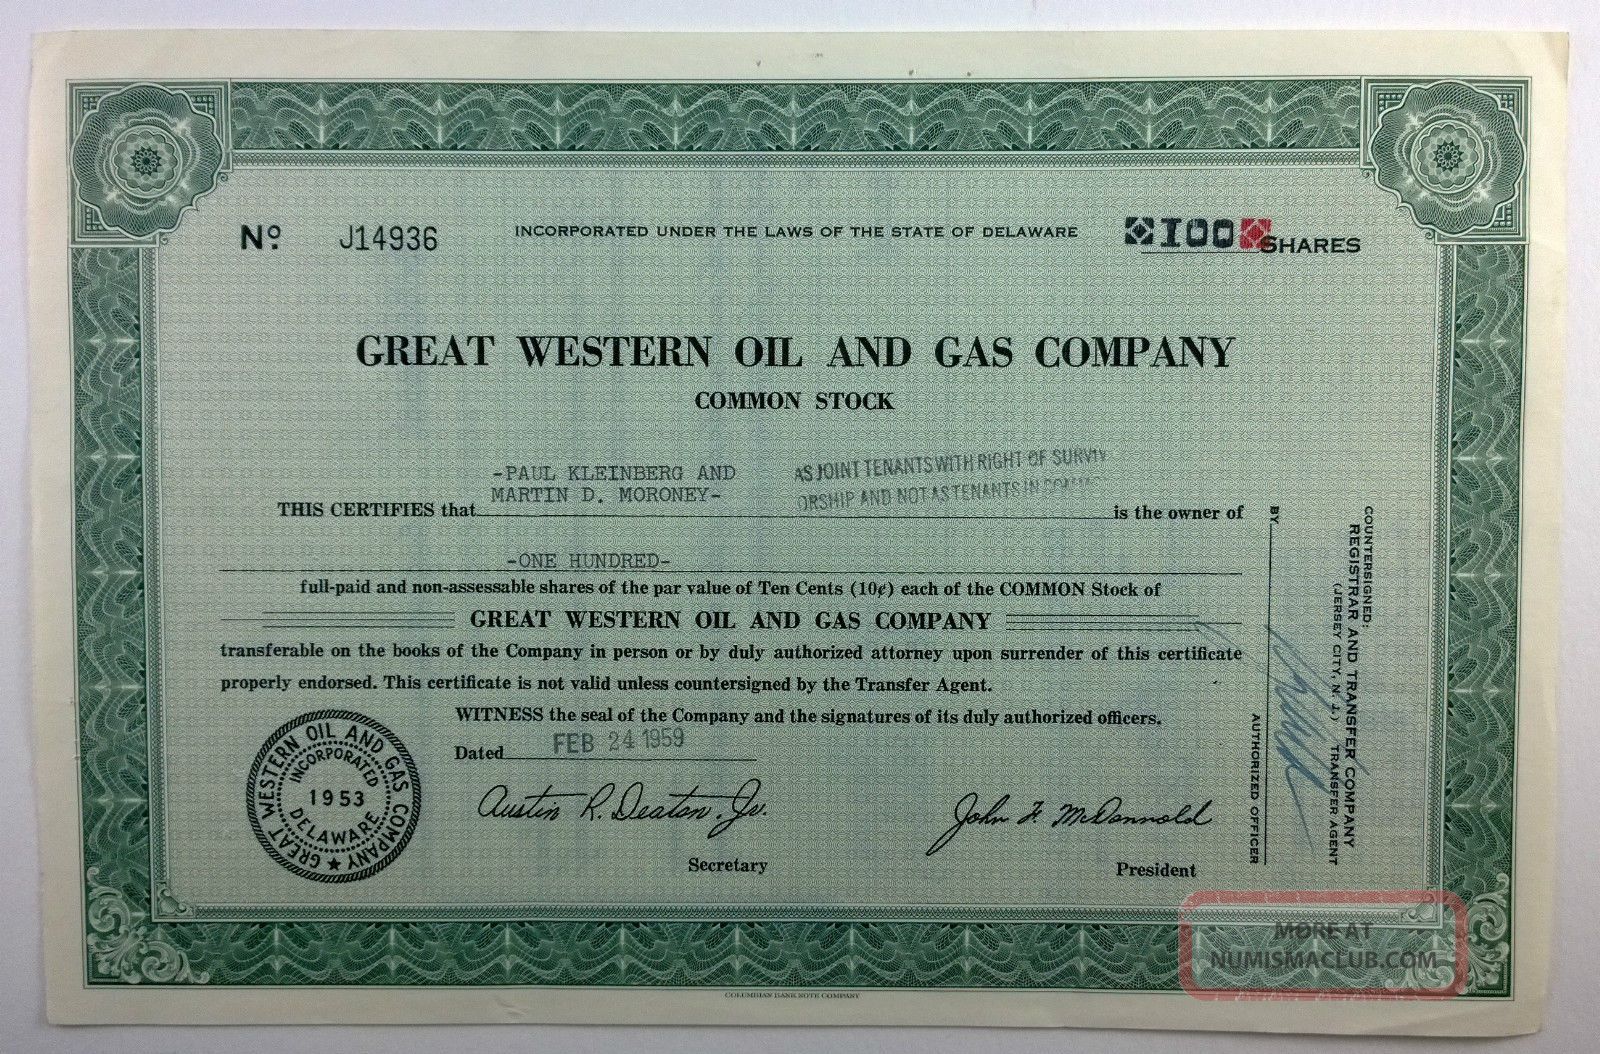 Nº J14936 INCORPORATED UNDER THE LAWS OF THE STATE OF DELAWARE 100 SHARES
GREAT WESTERN OIL AND GAS COMPANY
COMMON STOCK
-PAUL KLEINBERG AND
MARTIN D. MORONEY-
AS JOINT TENANTS WITH RIGHT OF SURVIV
ORSHIP AND NOT AS TENANTS IN COMMON
THIS CERTIFIES that is the owner of
-ONE HUNDRED-
full-paid and non-assessable shares of the par value of Ten Cents (10¢) each of the COMMON Stock of
GREAT WESTERN OIL AND GAS COMPANY
transferable on the books of the Company in person or by duly authorized attorney upon surrender of this certificate
properly endorsed. This certificate is not valid unless countersigned by the Transfer Agent.
WITNESS the seal of the Company and the signatures of its duly authorized officers.
Dated FEB 24 1959
GREAT WESTERN OIL AND GAS COMPANY ★
INCORPORATED
1953
DELAWARE
Austin R. Deaton, Jr.
Secretary
John F. McDannold
President
COUNTERSIGNED:
REGISTRAR AND TRANSFER COMPANY
(JERSEY CITY, N. J.) TRANSFER AGENT
BY
AUTHORIZED OFFICER
COLUMBIAN BANK NOTE COMPANY
MORE AT
NUMISMACLUB.COM